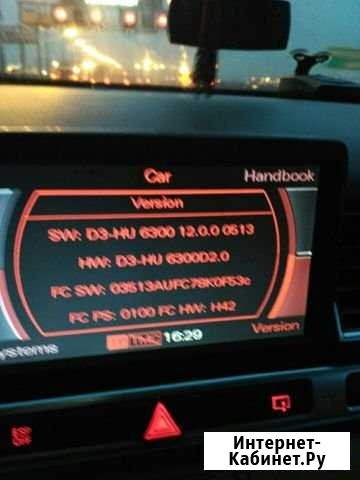 Car
Handbook
Version
SW: D3-HU 6300 12.0.0 0513
HW: D3-HU 6300D2.0
FC SW: 03513AUFC78K0F53c
FC PS: 0100 FC HW: H42
ystems
TMC 16:29
Version
Интернет-
Кабинет.Ру